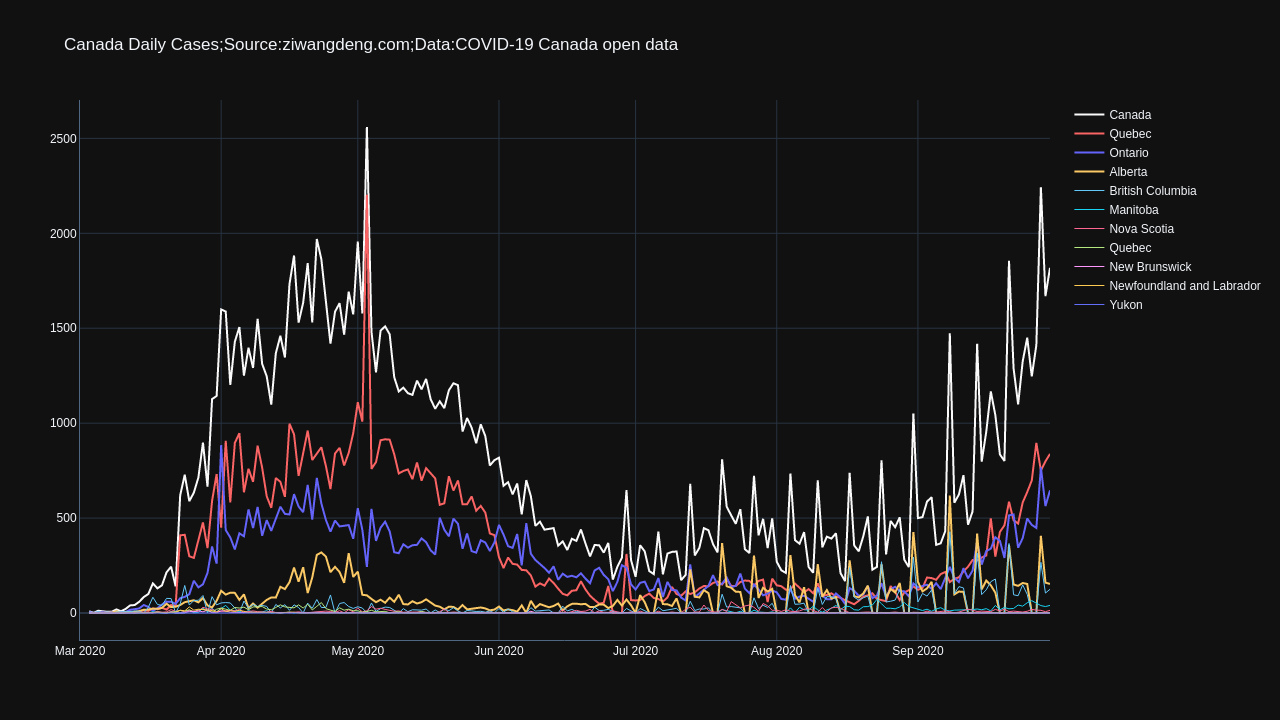 Canada Daily Cases;Source:ziwangdeng.com;Data:COVID-19 Canada open data
2500
2000
1500
1000
500
0
Mar 2020
Apr 2020
May 2020
Jun 2020
Jul 2020
Aug 2020
Sep 2020
Canada
Quebec
Ontario
Alberta
British Columbia
Manitoba
Nova Scotia
Quebec
New Brunswick
Newfoundland and Labrador
Yukon